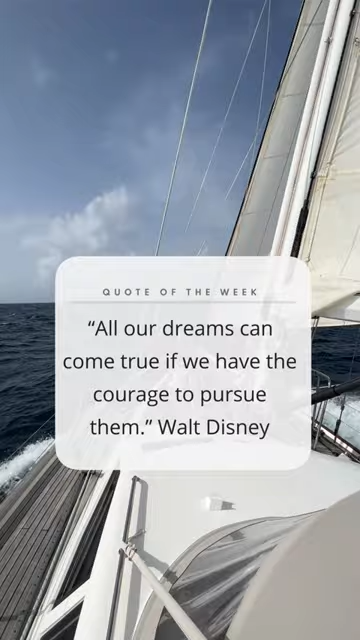 QUOTE OF THE WEEK
“All our dreams can
come true if we have the
courage to pursue
them.” Walt Disney